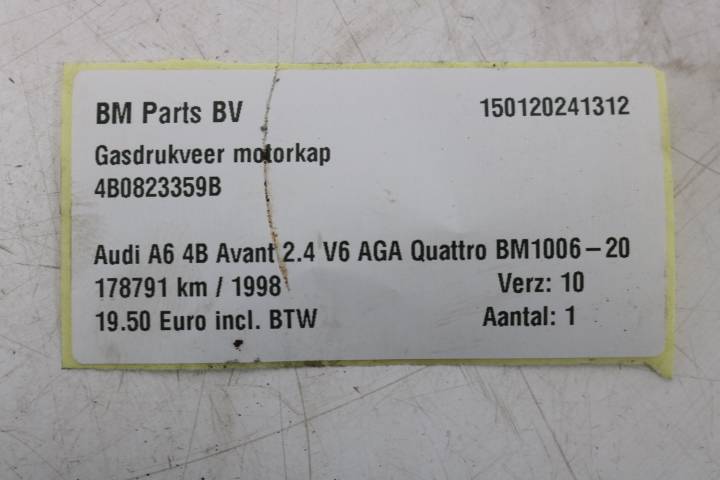 BM Parts BV 150120241312
Gasdrukveer motorkap
4B0823359B
Audi A6 4B Avant 2.4 V6 AGA Quattro BM1006-20
178791 km / 1998 Verz: 10
19.50 Euro incl. BTW Aantal: 1